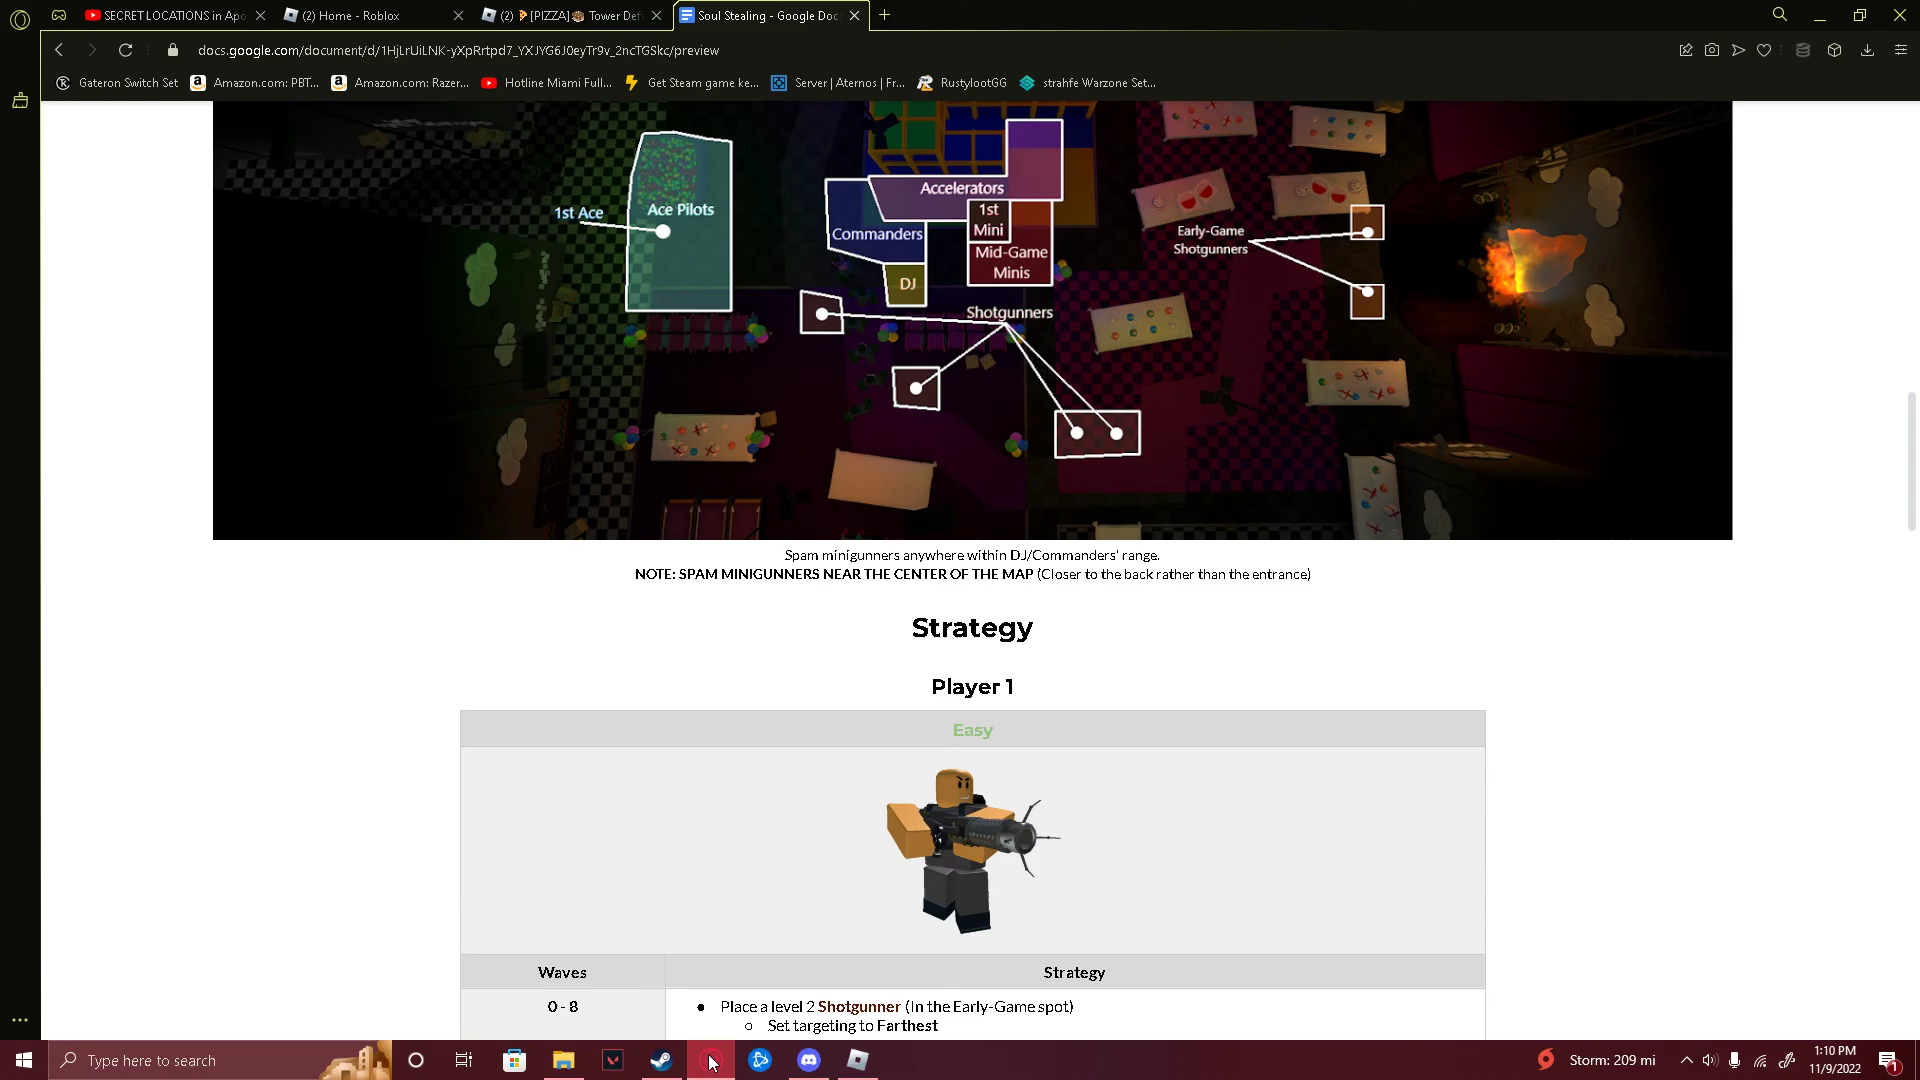 SECRET LOCATIONS in Apo
(2) Home - Roblox
(2) [PIZZA] Tower Def
Soul Stealing - Google Doc
docs.google.com/document/d/1HjLrUiLNK-yXpRrtpd7_YXJYG6J0eyTr9v_2ncTGSkc/preview
Gateron Switch Set
Amazon.com: PBT...
Amazon.com: Razer...
Hotline Miami Full...
Get Steam game ke...
Server | Aternos | Fr...
RustylootGG
strahfe Warzone Set...
1st Ace
Ace Pilots
Accelerators
Commanders
1st
Mini
Mid-Game
Minis
DJ
Shotgunners
Early-Game
Shotgunners
Spam minigunners anywhere within DJ/Commanders' range.
NOTE: SPAM MINIGUNNERS NEAR THE CENTER OF THE MAP (Closer to the back rather than the entrance)
Strategy
Player 1
Easy
Waves Strategy
0 - 8 ● Place a level 2 Shotgunner (In the Early-Game spot)
○ Set targeting to Farthest
Type here to search
Storm: 209 mi
1:10 PM
11/9/2022
1